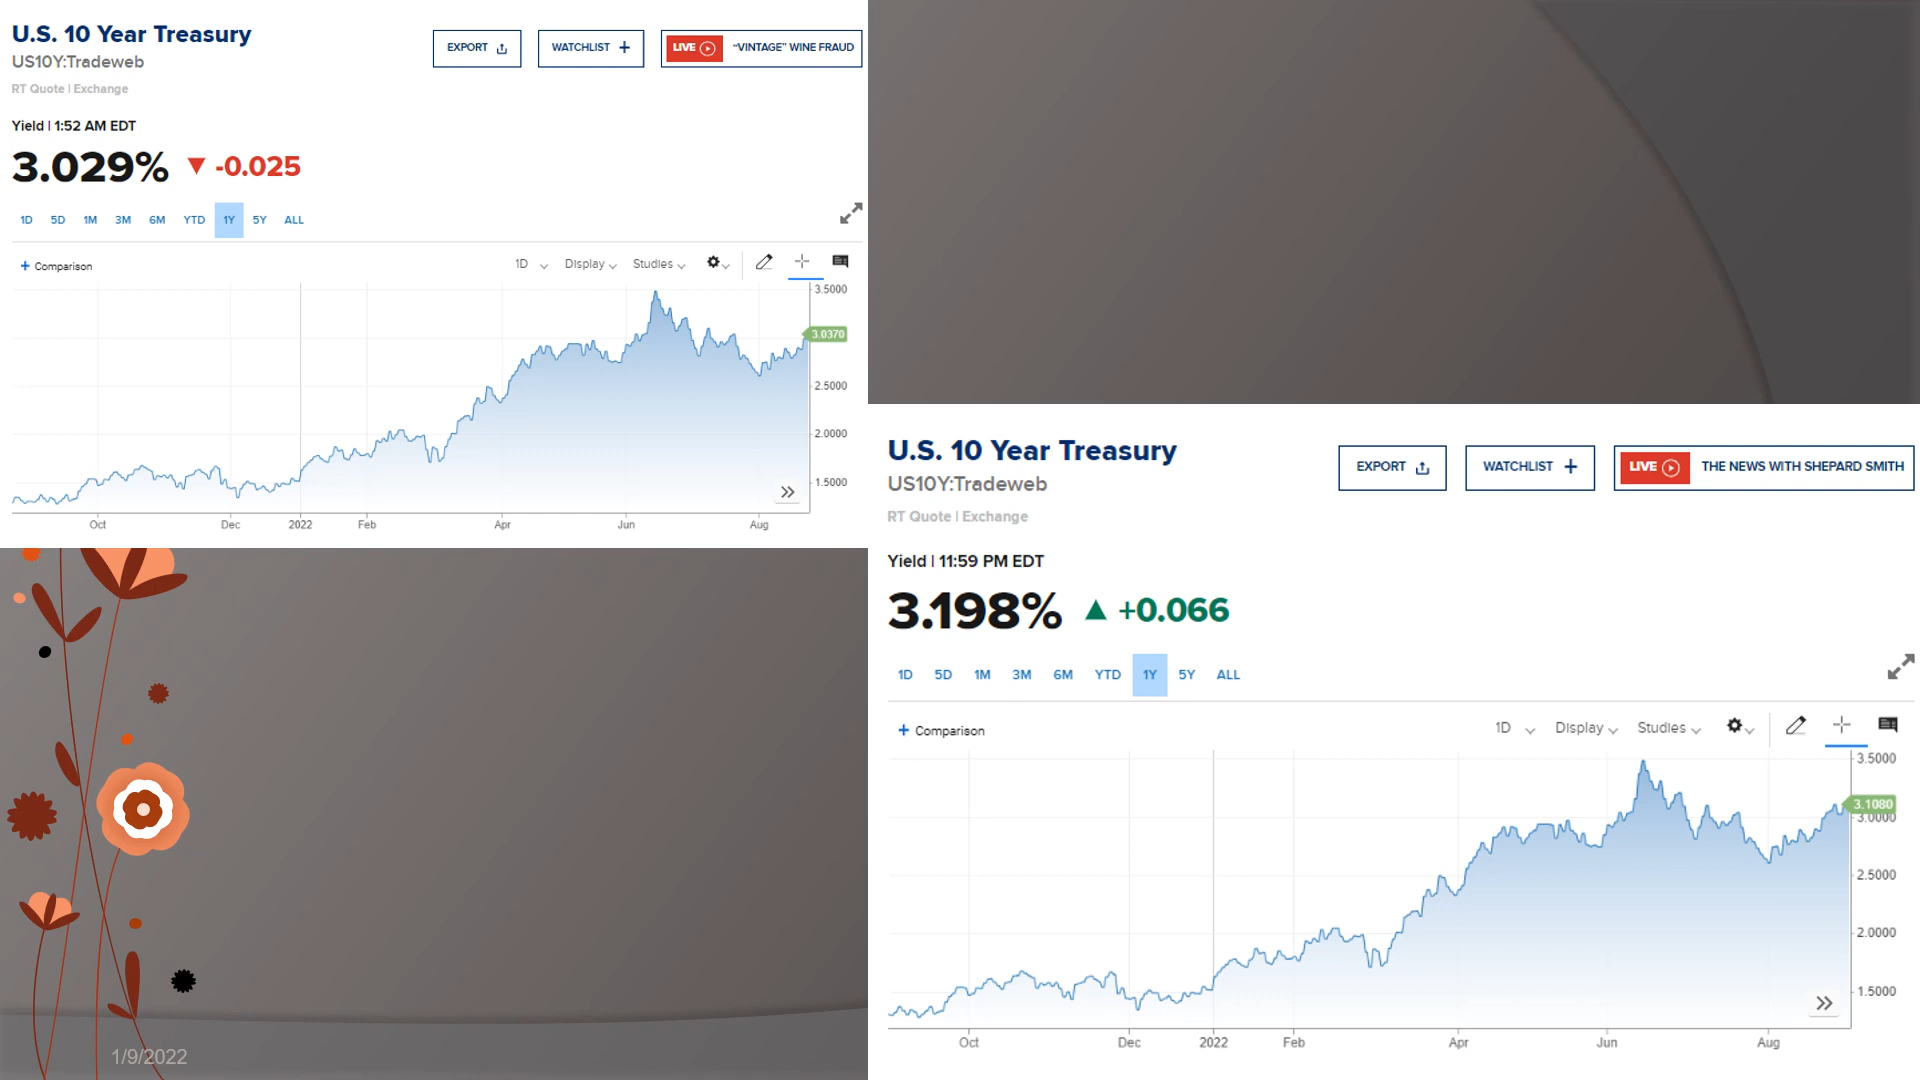 U.S. 10 Year Treasury
US10Y:Tradeweb
RT Quote | Exchange
EXPORT
WATCHLIST +
LIVE "VINTAGE" WINE FRAUD
Yield | 1:52 AM EDT
3.029% ▼ -0.025
1D 5D 1M 3M 6M YTD 1Y 5Y ALL
+ Comparison
1D Display Studies
3.5000
3.0370
2.5000
2.0000
1.5000
Oct Dec 2022 Feb Apr Jun Aug
U.S. 10 Year Treasury
US10Y:Tradeweb
RT Quote | Exchange
EXPORT
WATCHLIST +
LIVE THE NEWS WITH SHEPARD SMITH
Yield | 11:59 PM EDT
3.198% ▲ +0.066
1D 5D 1M 3M 6M YTD 1Y 5Y ALL
+ Comparison
1D Display Studies
3.5000
3.1080
3.0000
2.5000
2.0000
1.5000
Oct Dec 2022 Feb Apr Jun Aug
1/9/2022